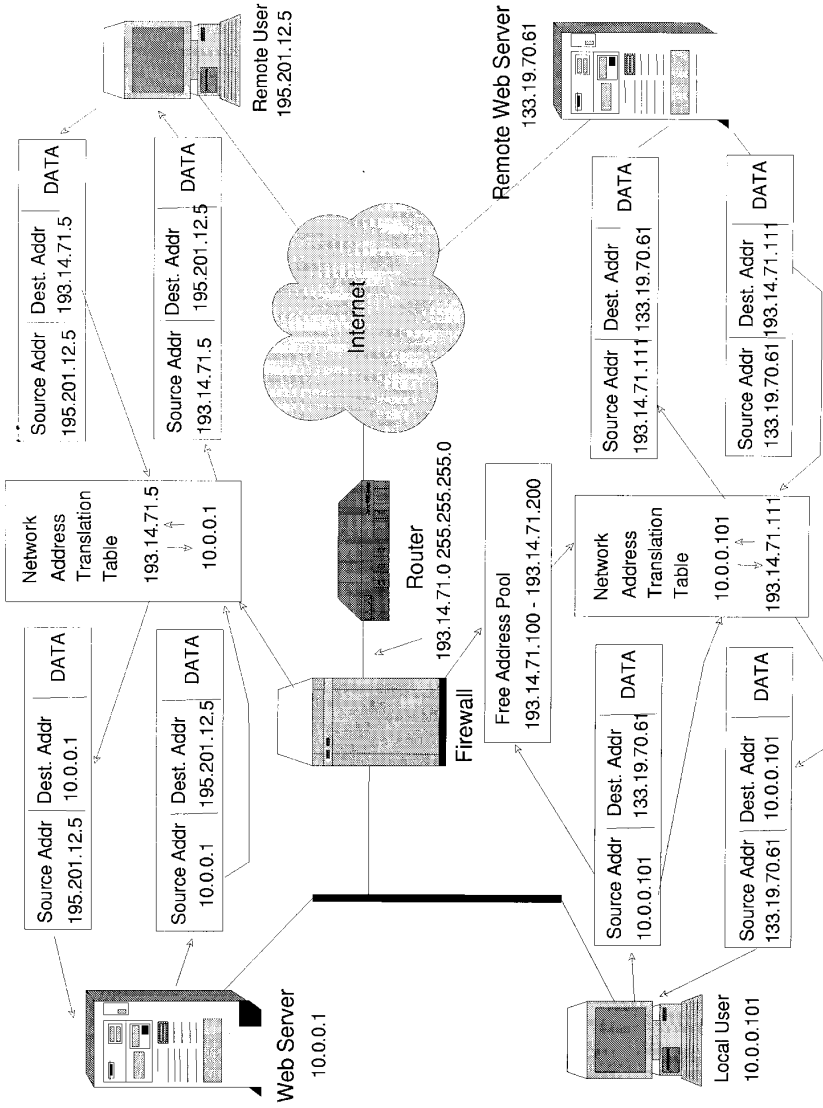 Web Server
10.0.0.1
Source Addr Dest. Addr DATA
195.201.12.5 10.0.0.1
Source Addr Dest. Addr DATA
10.0.0.1 195.201.12.5
Network
Address
Translation
Table
193.14.71.5
10.0.0.1
Source Addr Dest. Addr DATA
195.201.12.5 193.14.71.5
Source Addr Dest. Addr DATA
193.14.71.5 195.201.12.5
Remote User
195.201.12.5
Firewall
Router
193.14.71.0 255.255.255.0
Internet
Free Address Pool
193.14.71.100 - 193.14.71.200
Remote Web Server
133.19.70.61
Local User
10.0.0.101
Source Addr Dest. Addr DATA
10.0.0.101 133.19.70.61
Source Addr Dest. Addr DATA
133.19.70.61 10.0.0.101
Network
Address
Translation
Table
10.0.0.101
193.14.71.111
Source Addr Dest. Addr DATA
193.14.71.111 133.19.70.61
Source Addr Dest. Addr DATA
133.19.70.61 193.14.71.111